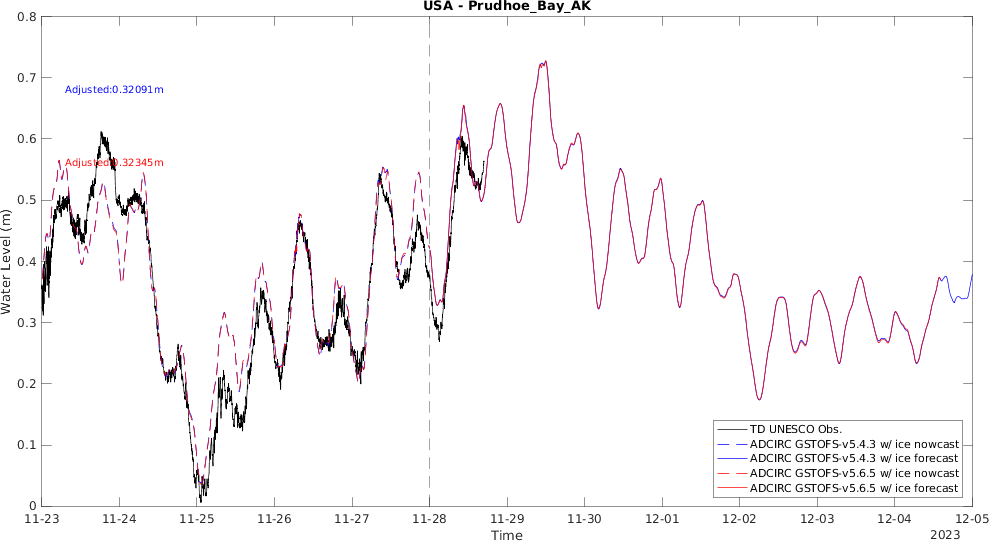 USA - Prudhoe_Bay_AK
0.8
0.7
0.6
0.5
0.4
0.3
0.2
0.1
0
Water Level (m)
Adjusted:0.32091m
Adjusted:0.32345m
TD UNESCO Obs.
ADCIRC GSTOFS-v5.4.3 w/ ice nowcast
ADCIRC GSTOFS-v5.4.3 w/ ice forecast
ADCIRC GSTOFS-v5.6.5 w/ ice nowcast
ADCIRC GSTOFS-v5.6.5 w/ ice forecast
11-23 11-24 11-25 11-26 11-27 11-28 11-29 11-30 12-01 12-02 12-03 12-04 12-05
Time
2023